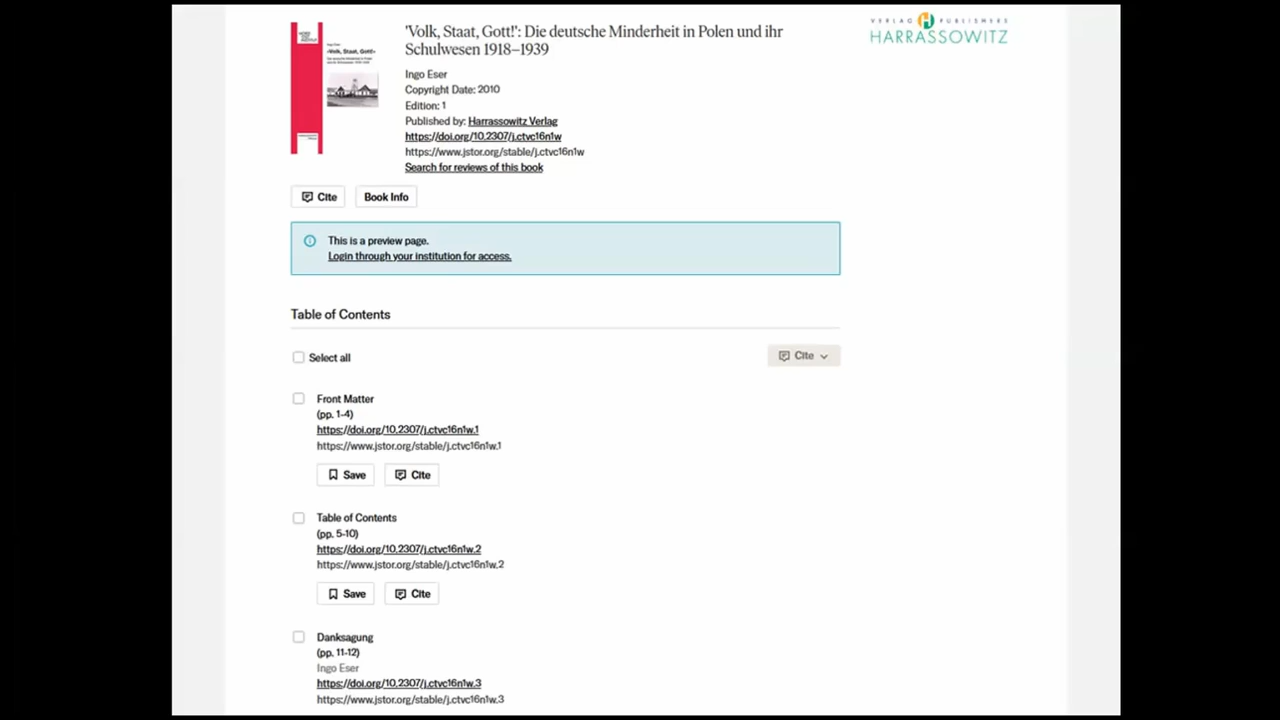 'Volk, Staat, Gott!': Die deutsche Minderheit in Polen und ihr
Schulwesen 1918–1939
VERLAG PUBLISHERS
HARRASSOWITZ
«Volk, Staat, Gott!»
Ingo Eser
Copyright Date: 2010
Edition: 1
Published by: Harrassowitz Verlag
https://doi.org/10.2307/j.ctvc16n1w
https://www.jstor.org/stable/j.ctvc16n1w
Search for reviews of this book
Cite
Book Info
This is a preview page.
Login through your institution for access.
Table of Contents
Select all
Cite
Front Matter
(pp. 1-4)
https://doi.org/10.2307/j.ctvc16n1w.1
https://www.jstor.org/stable/j.ctvc16n1w.1
Save
Cite
Table of Contents
(pp. 5-10)
https://doi.org/10.2307/j.ctvc16n1w.2
https://www.jstor.org/stable/j.ctvc16n1w.2
Save
Cite
Danksagung
(pp. 11-12)
Ingo Eser
https://doi.org/10.2307/j.ctvc16n1w.3
https://www.jstor.org/stable/j.ctvc16n1w.3